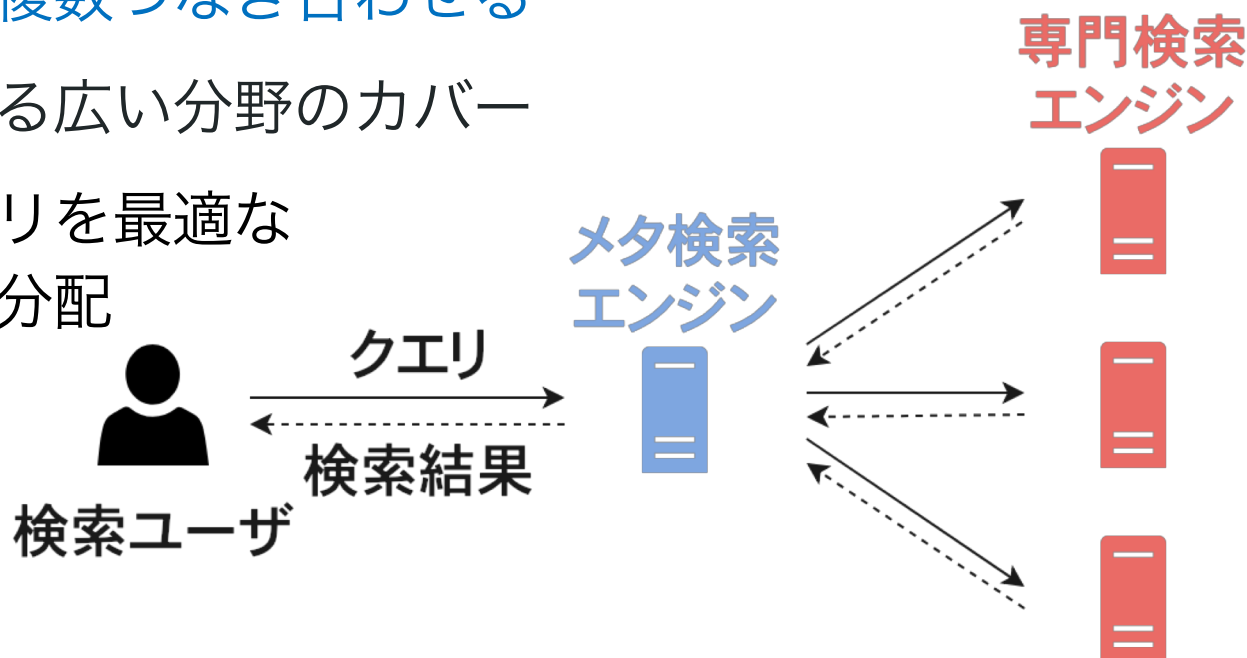 複数つなぎ合わせる
る広い分野のカバー
リを最適な
分配
専門検索
エンジン
メタ検索
エンジン
クエリ
検索結果
検索ユーザ